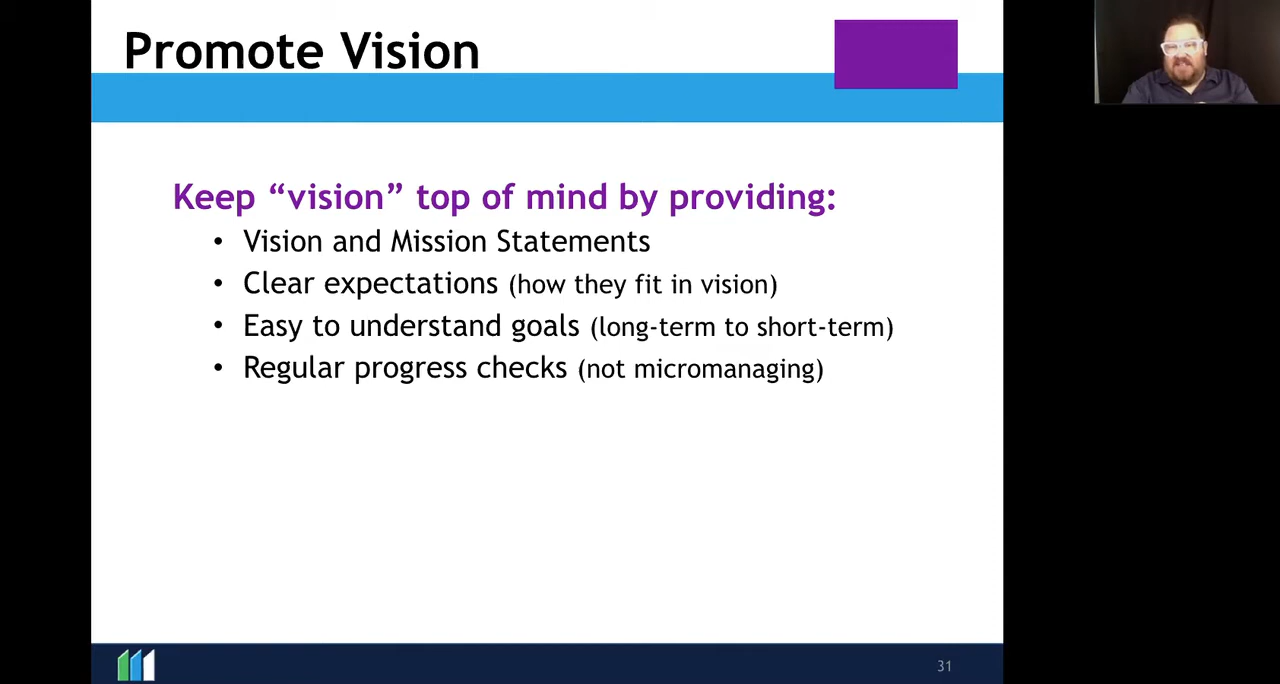 Promote Vision
Keep “vision” top of mind by providing:
• Vision and Mission Statements
• Clear expectations (how they fit in vision)
• Easy to understand goals (long-term to short-term)
• Regular progress checks (not micromanaging)
31